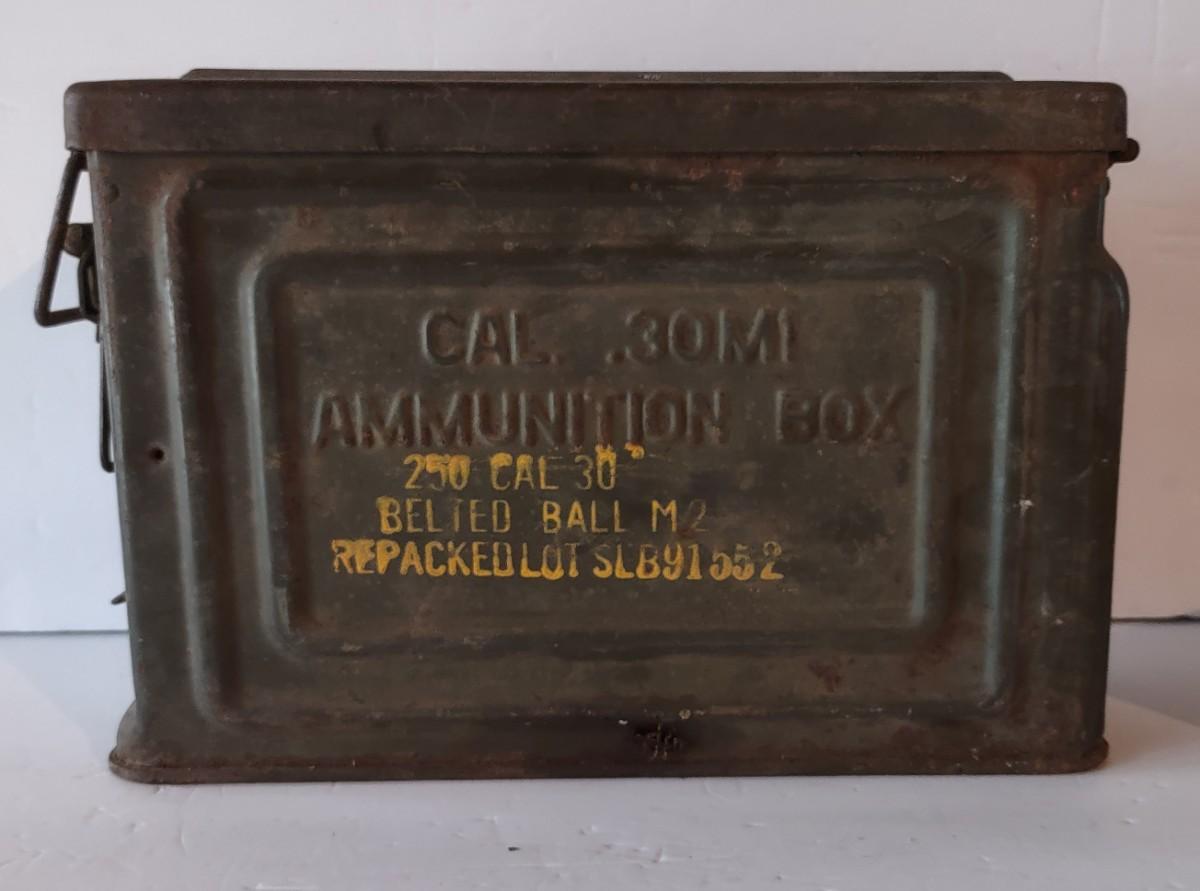 CAL. .30M1
AMMUNITION BOX
250 CAL 30
BELTED BALL M2
REPACKED LOT SLB91552